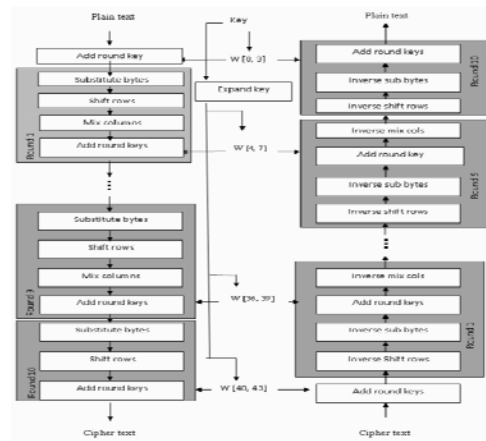 Plain text
Add round key
Substitute bytes
Shift rows
Mix columns
Add round keys
Round 1
Substitute bytes
Shift rows
Mix columns
Add round keys
Round 9
Substitute bytes
Shift rows
Add round keys
Round 10
Cipher text
Key
W [0, 3]
Expand key
W [4, 7]
W [36, 39]
W [40, 43]
Plain text
Add round keys
Inverse sub bytes
Inverse shift rows
Round 10
Inverse mix cols
Add round key
Inverse sub bytes
Inverse shift rows
Inverse mix cols
Add round keys
Inverse sub bytes
Inverse Shift rows
Round 1
Add round keys
Cipher text